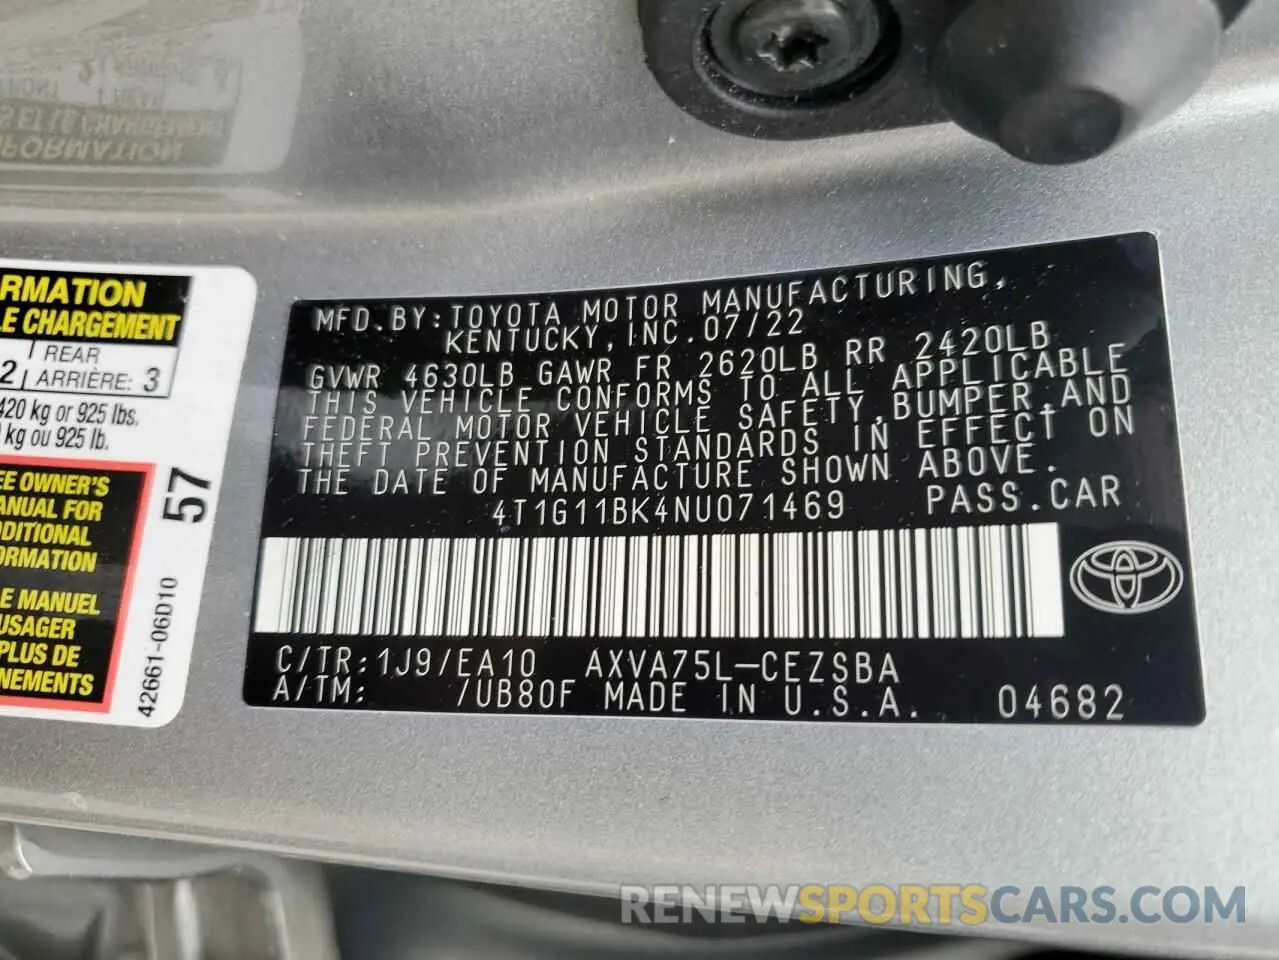 RMATION
E CHARGEMENT
2 REAR
ARRIÈRE: 3
420 kg or 925 lbs.
kg ou 925 lb.
EE OWNER'S
ANUAL FOR
DDITIONAL
ORMATION
E MANUEL
USAGER
PLUS DE
NEMENTS
57
42661-06D10
MFD.BY:TOYOTA MOTOR MANUFACTURING,
KENTUCKY, INC. 07/22
GVWR 4630LB GAWR FR 2620LB RR 2420LB
THIS VEHICLE CONFORMS TO ALL APPLICABLE
FEDERAL MOTOR VEHICLE SAFETY, BUMPER, AND
THEFT PREVENTION STANDARDS IN EFFECT ON
THE DATE OF MANUFACTURE SHOWN ABOVE.
4T1G11BK4NU071469 PASS.CAR
C/TR: 1J9/EA10 AXVA75L-CEZSBA
A/TM: /UB80F MADE IN U.S.A. 04682
RENEWSPORTSCARS.COM